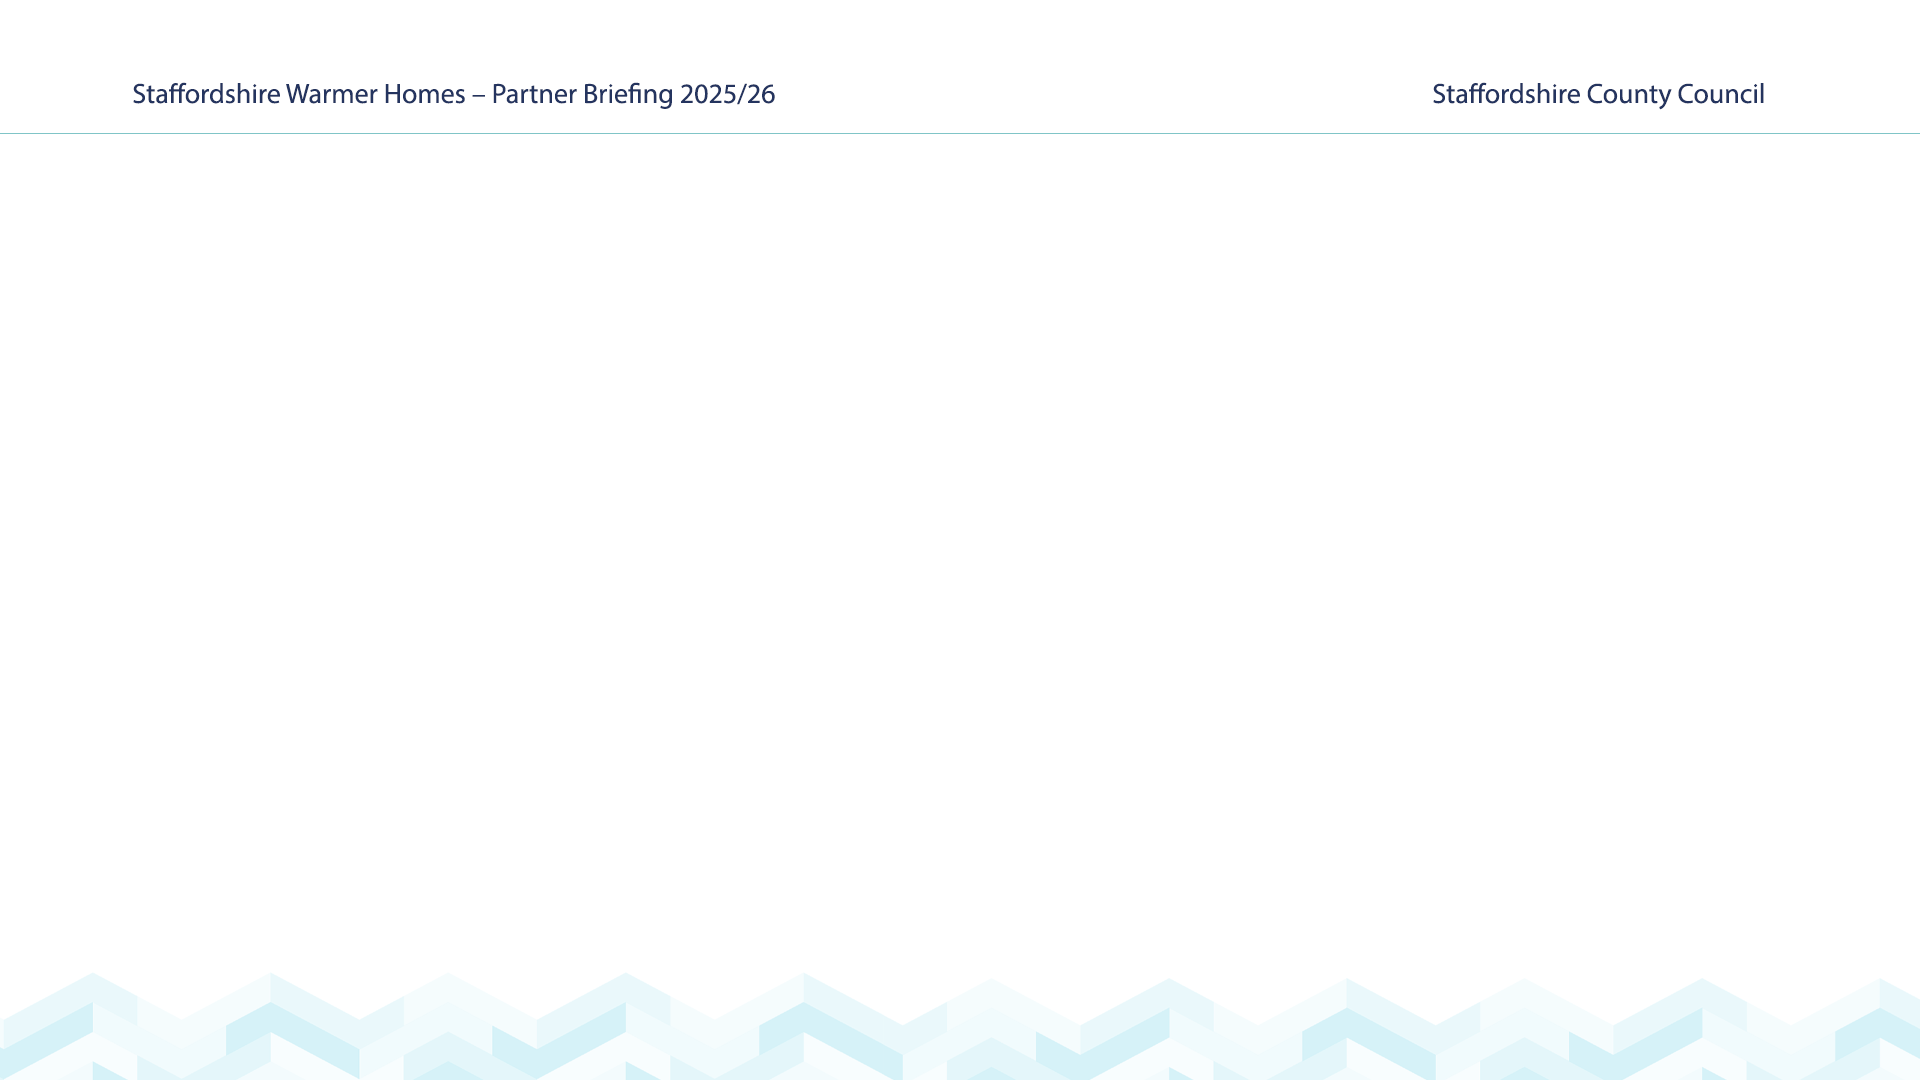 Staffordshire Warmer Homes – Partner Briefing 2025/26
Staffordshire County Council